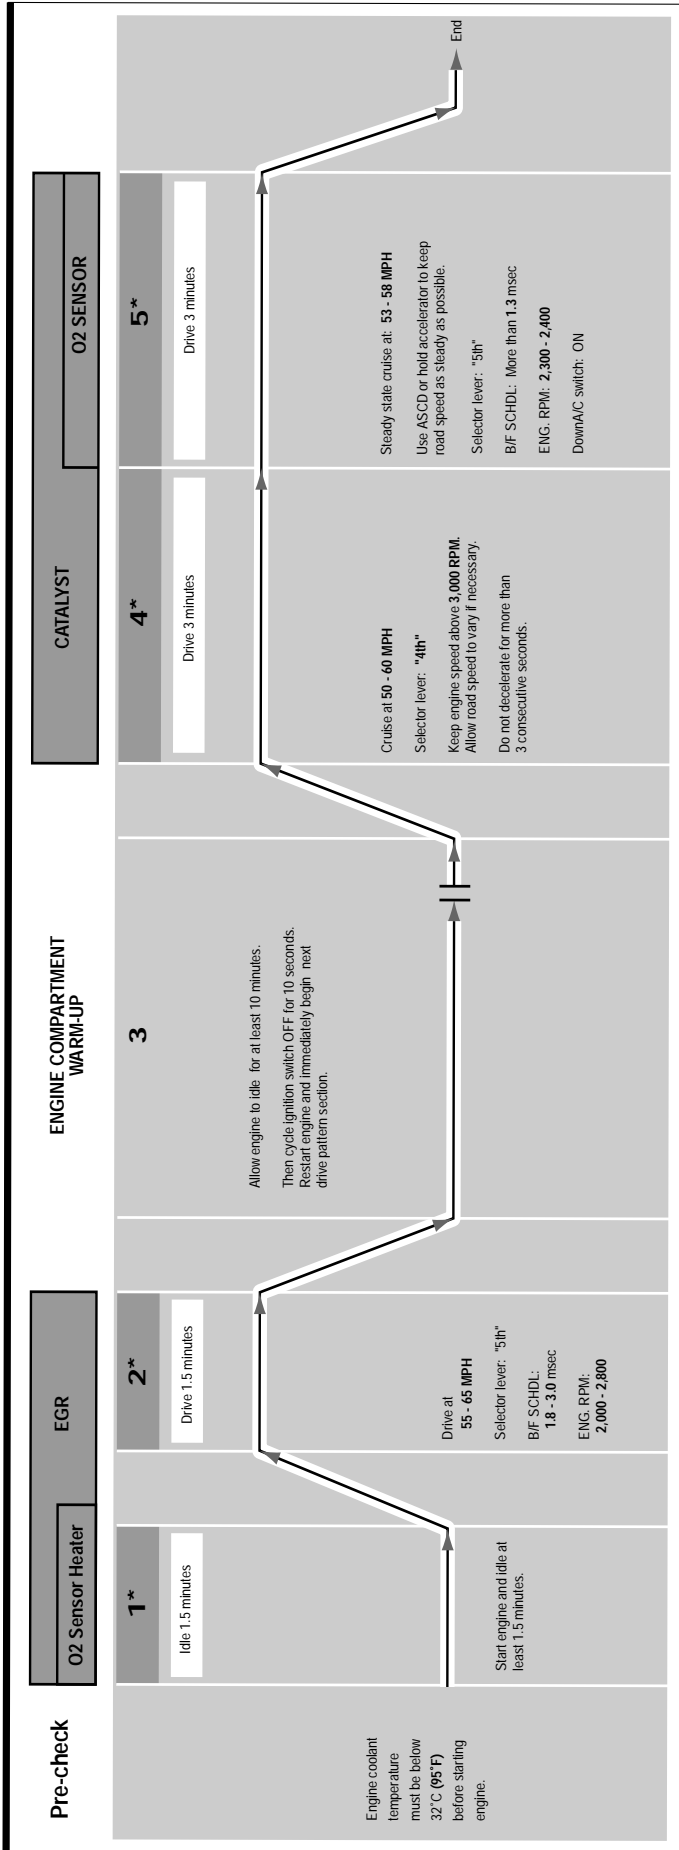 Pre-check
Engine coolant
temperature
must be below
32˚C (95˚F)
before starting
engine.
EGR
O2 Sensor Heater
1*
Idle 1.5 minutes
Start engine and idle at
least 1.5 minutes.
2*
Drive 1.5 minutes
Drive at
55 - 65 MPH
Selector lever: "5th"
B/F SCHDL:
1.8 - 3.0 msec
ENG. RPM:
2,000 - 2,800
ENGINE COMPARTMENT
WARM-UP
3
Allow engine to idle for at least 10 minutes.
Then cycle ignition switch OFF for 10 seconds.
Restart engine and immediately begin next
drive pattern section.
CATALYST
4*
Drive 3 minutes
Cruise at 50 - 60 MPH
Selector lever: "4th"
Keep engine speed above 3,000 RPM.
Allow road speed to vary if necessary.
Do not decelerate for more than
3 consecutive seconds.
O2 SENSOR
5*
Drive 3 minutes
Steady state cruise at: 53 - 58 MPH
Use ASCD or hold accelerator to keep
road speed as steady as possible.
Selector lever: "5th"
B/F SCHDL: More than 1.3 msec
ENG. RPM: 2,300 - 2,400
DownA/C switch: ON
End